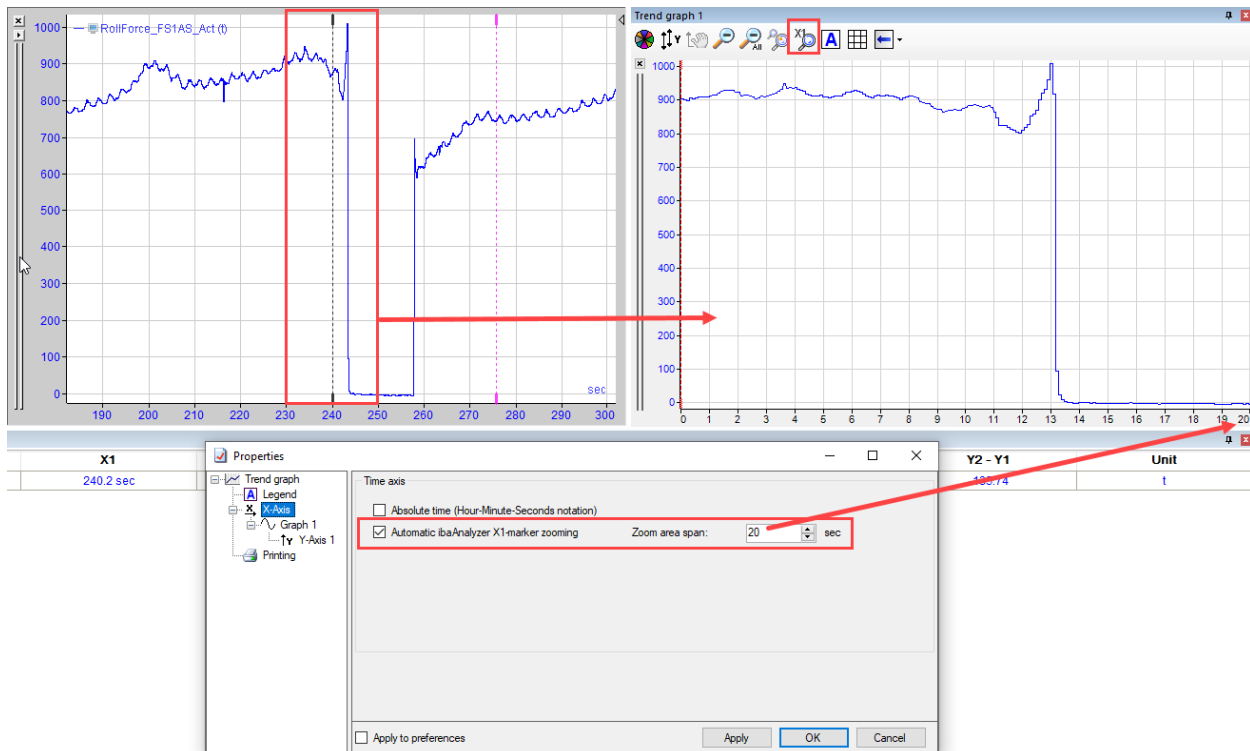 Trend graph 1
RollForce_FS1AS_Act (t)
Y
All
X1
A
1000
900
800
700
600
500
400
300
200
100
0
sec
190 200 210 220 230 240 250 260 270 280 290 300
1000
900
800
700
600
500
400
300
200
100
0
0 1 2 3 4 5 6 7 8 9 10 11 12 13 14 15 16 17 18 19 20
X1 Y2 - Y1 Unit
240.2 sec t
Properties
Trend graph
A Legend
X X-Axis
Graph 1
Y Y-Axis 1
Printing
Time axis
Absolute time (Hour-Minute-Seconds notation)
Automatic ibaAnalyzer X1-marker zooming Zoom area span: 20 sec
Apply to preferences Apply OK Cancel